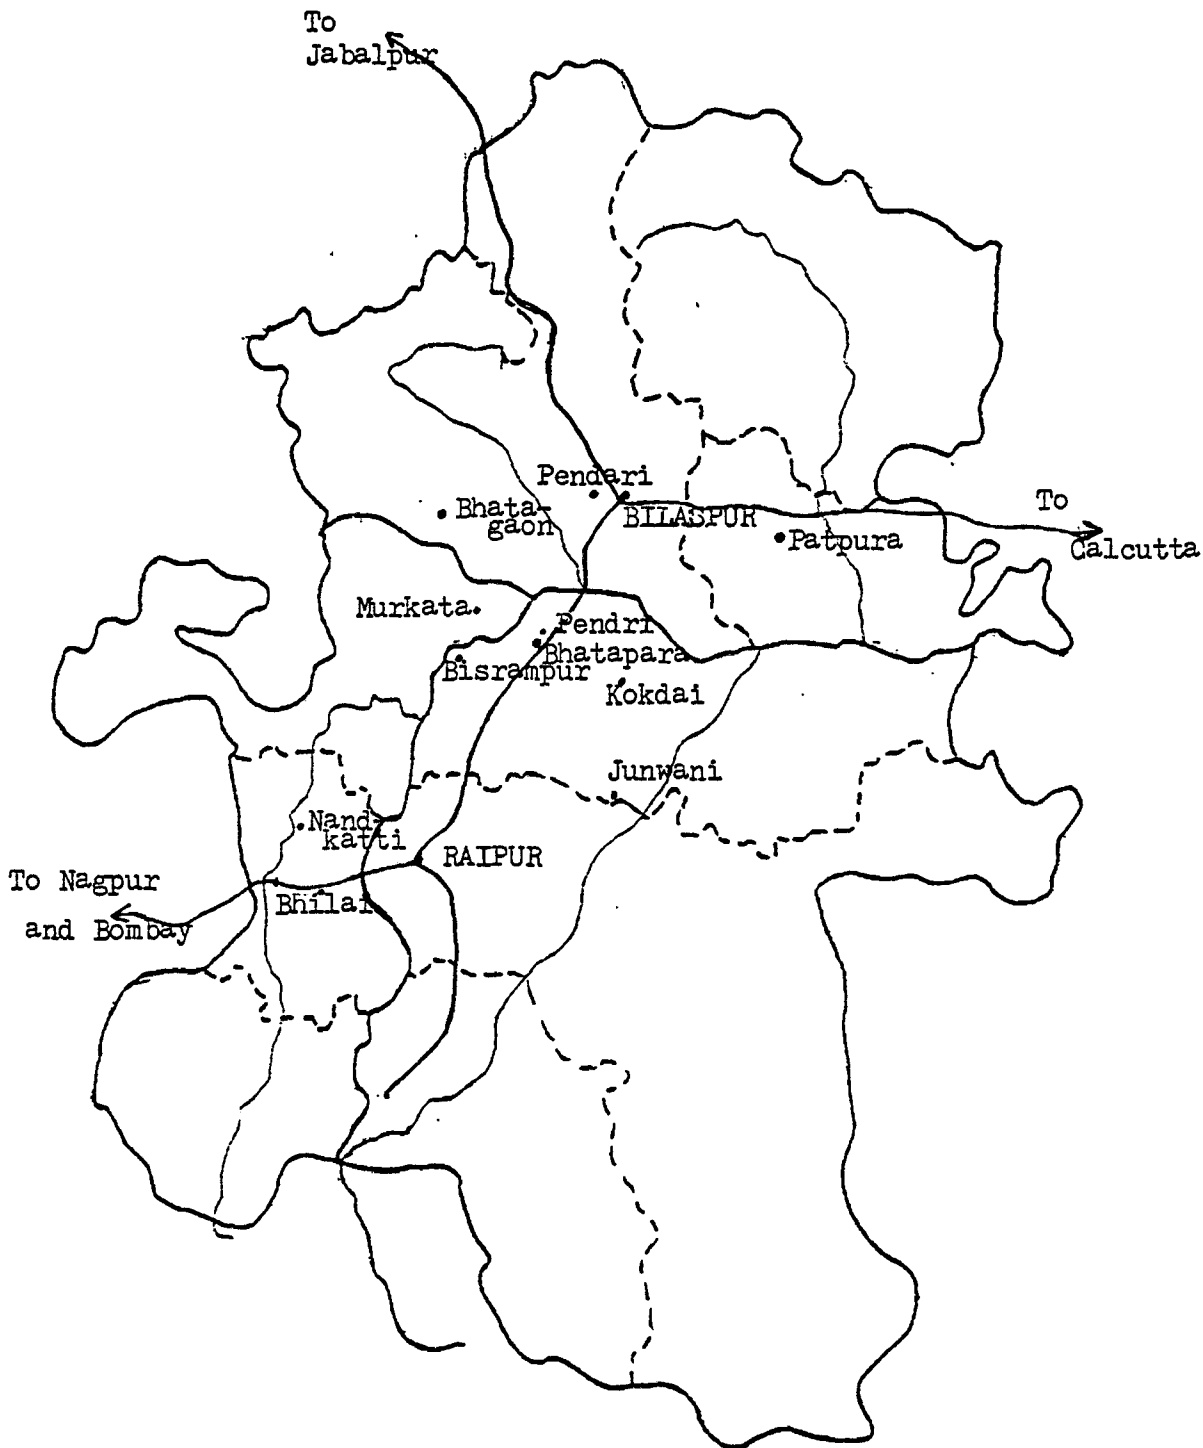 To
Jabalpur
Pendari
Bhata-
gaon
BILASPUR
To
Calcutta
Patpura
Murkata
Pendri
Bhatapara
Bisrampur
Kokdai
Junwani
Nand-
katti
RAIPUR
To Nagpur
and Bombay
Bhilai